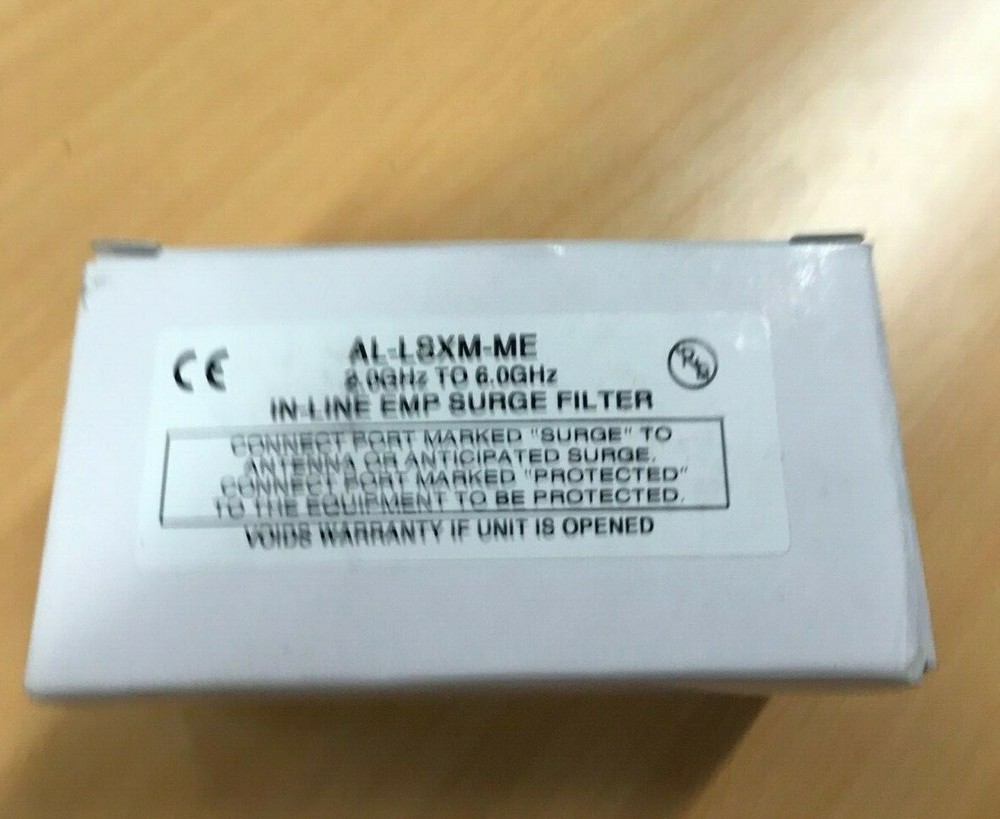 CE
AL-LSXM-ME
2.0GHz TO 6.0GHz
IN-LINE EMP SURGE FILTER
CONNECT PORT MARKED "SURGE" TO
ANTENNA OR ANTICIPATED SURGE.
CONNECT PORT MARKED "PROTECTED"
TO THE EQUIPMENT TO BE PROTECTED.
VOIDS WARRANTY IF UNIT IS OPENED